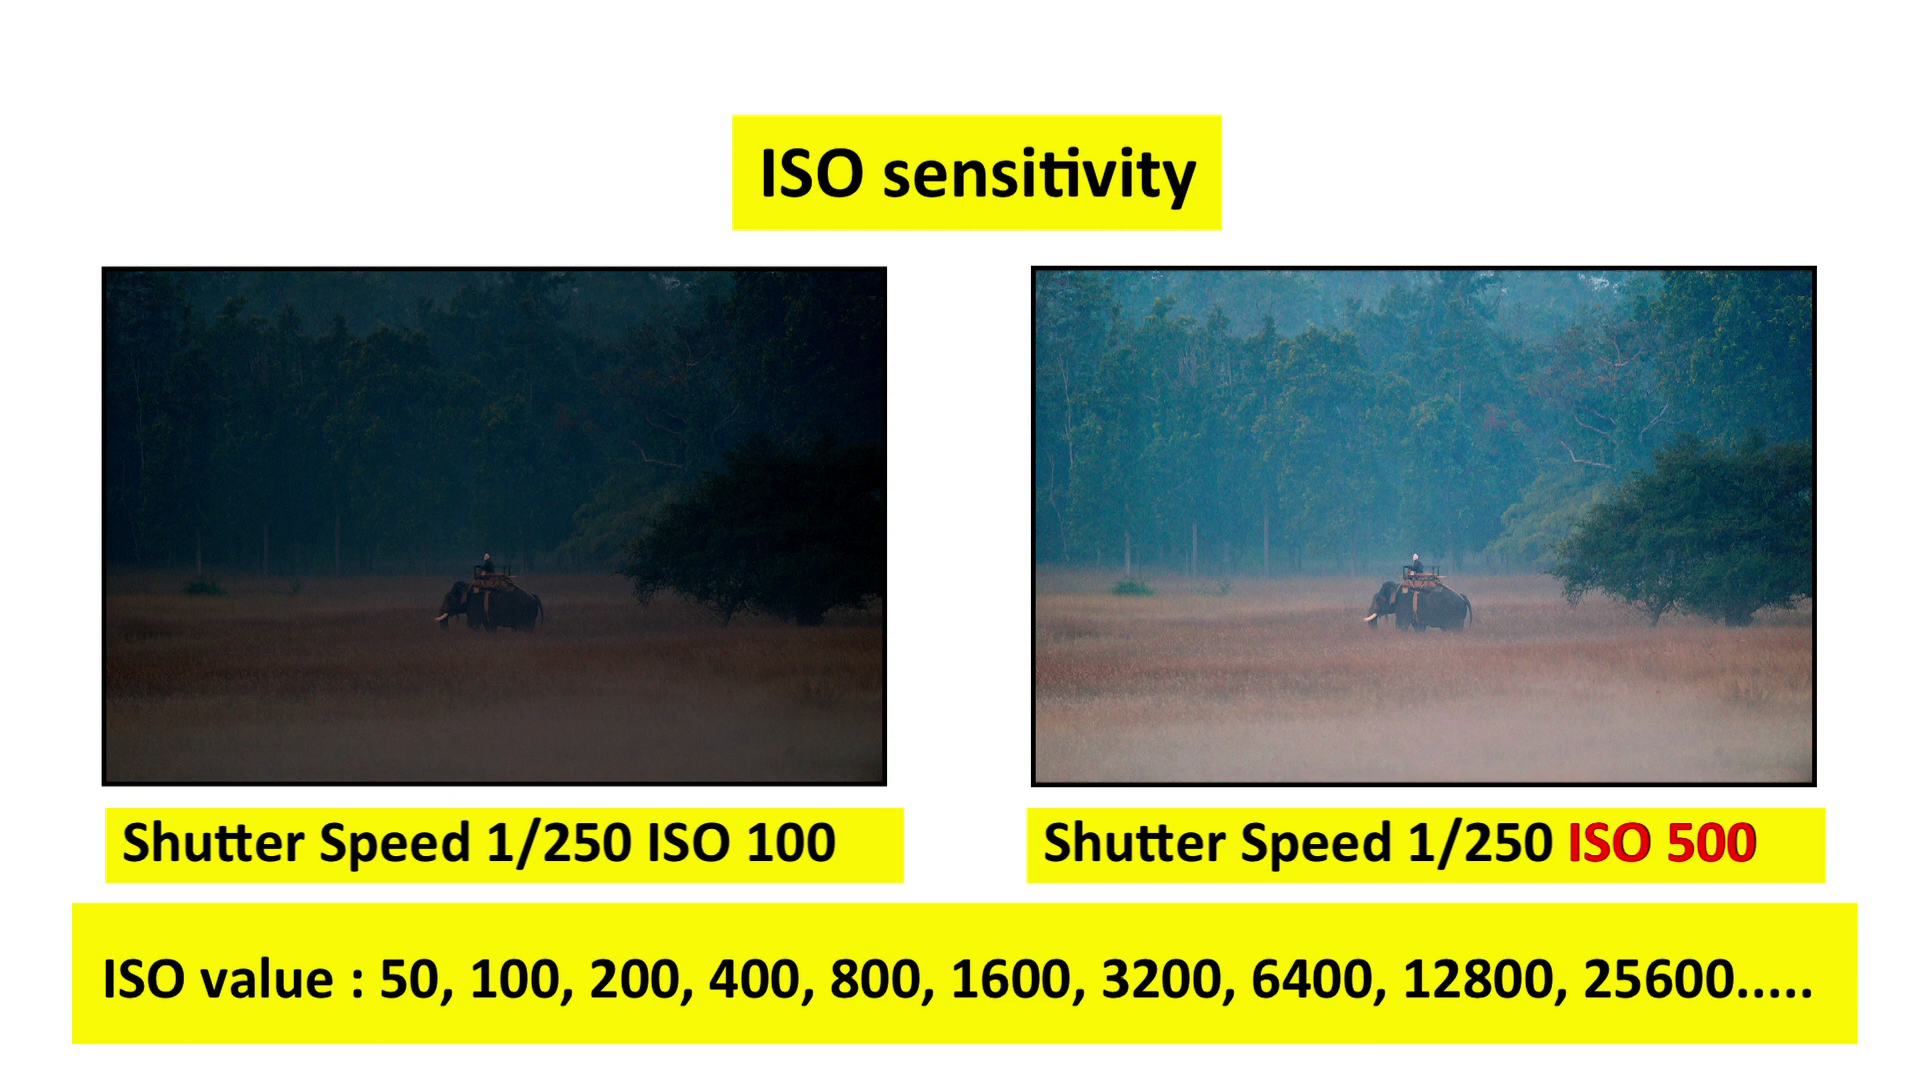 ISO sensitivity
Shutter Speed 1/250 ISO 100
Shutter Speed 1/250 ISO 500
ISO value : 50, 100, 200, 400, 800, 1600, 3200, 6400, 12800, 25600.....